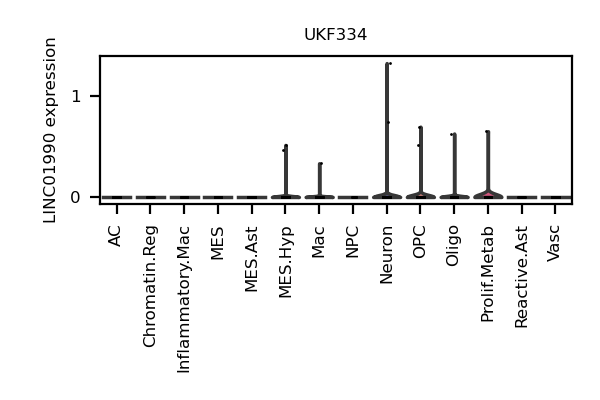 UKF334
LINC01990 expression
1
0
AC
Chromatin.Reg
Inflammatory.Mac
MES
MES.Ast
MES.Hyp
Mac
NPC
Neuron
OPC
Oligo
Prolif.Metab
Reactive.Ast
Vasc